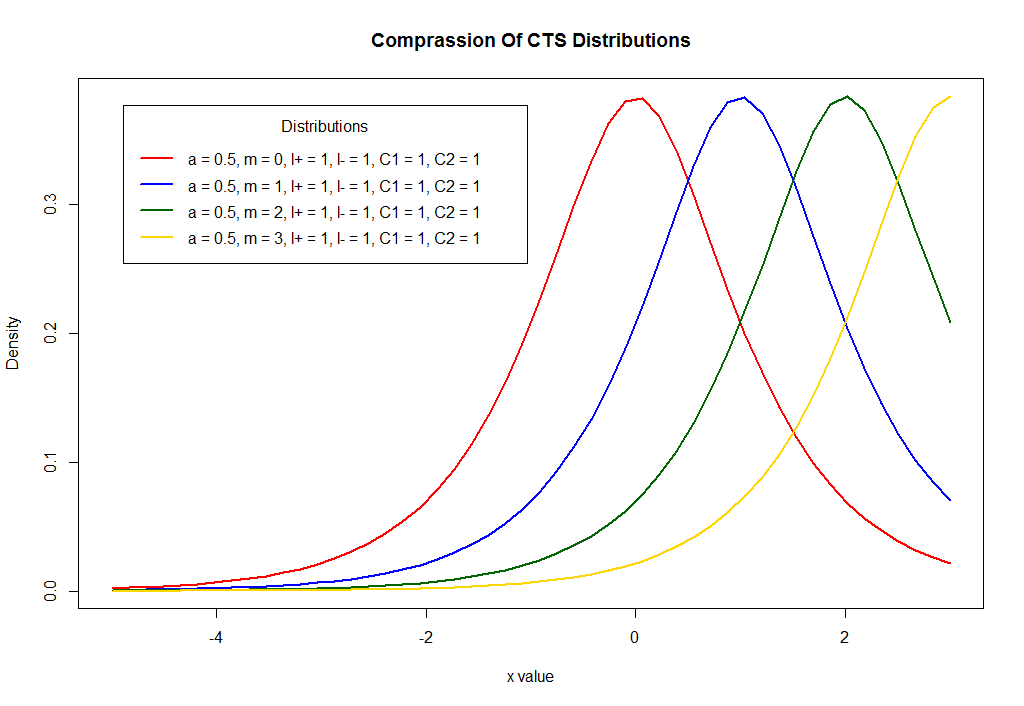 Comprassion Of CTS Distributions
Distributions
a = 0.5, m = 0, l+ = 1, l- = 1, C1 = 1, C2 = 1
a = 0.5, m = 1, l+ = 1, l- = 1, C1 = 1, C2 = 1
a = 0.5, m = 2, l+ = 1, l- = 1, C1 = 1, C2 = 1
a = 0.5, m = 3, l+ = 1, l- = 1, C1 = 1, C2 = 1
Density
0.3
0.2
0.1
0.0
-4 -2 0 2
x value